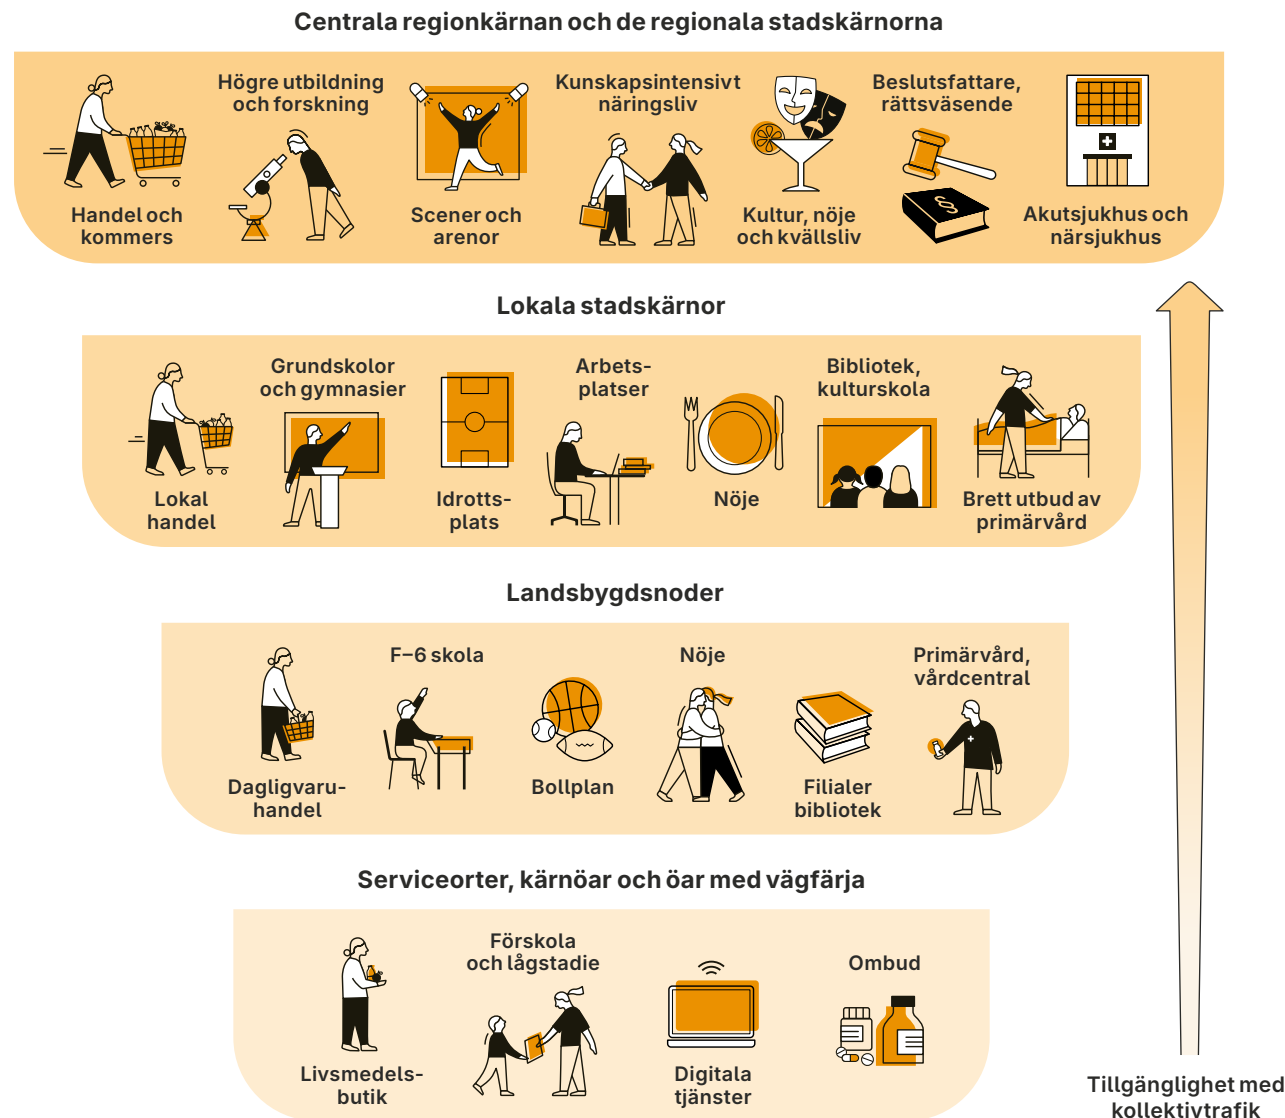 Centrala regionkärnan och de regionala stadskärnorna
Handel och
kommers
Högre utbildning
och forskning
Scener och
arenor
Kunskapsintensivt
näringsliv
Kultur, nöje
och kvällsliv
Beslutsfattare,
rättsväsende
§
Akutsjukhus och
närsjukhus
Lokala stadskärnor
Lokal
handel
Grundskolor
och gymnasier
Idrotts-
plats
Arbets-
platser
Nöje
Bibliotek,
kulturskola
Brett utbud av
primärvård
Landsbygdsnoder
Dagligvaru-
handel
F–6 skola
Bollplan
Nöje
Filialer
bibliotek
Primärvård,
vårdcentral
Serviceorter, kärnöar och öar med vägfärja
Livsmedels-
butik
Förskola
och lågstadie
Digitala
tjänster
Ombud
Tillgänglighet med
kollektivtrafik